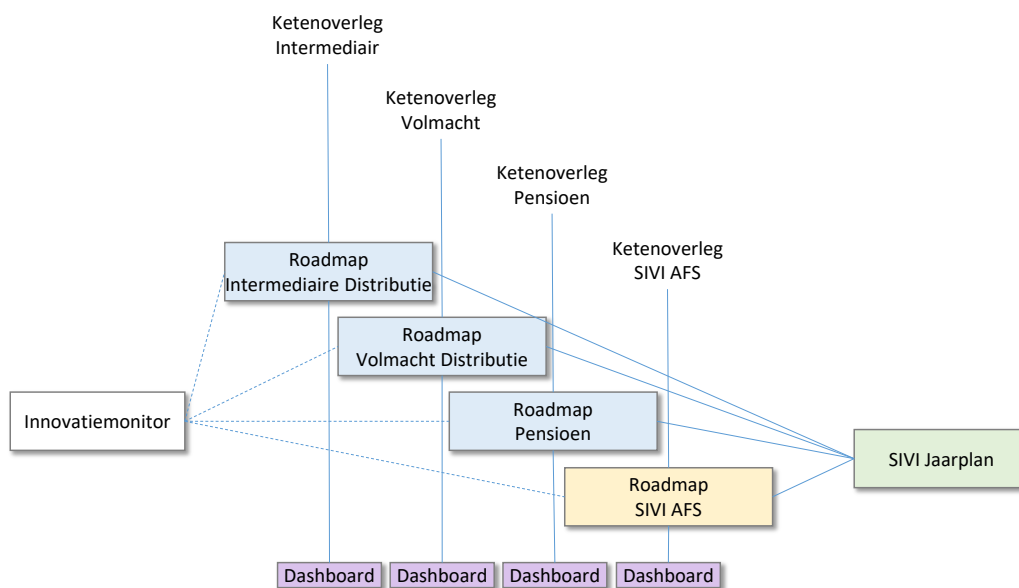 Ketenoverleg
Intermediair
Ketenoverleg
Volmacht
Ketenoverleg
Pensioen
Ketenoverleg
SIVI AFS
Roadmap
Intermediaire Distributie
Roadmap
Volmacht Distributie
Innovatiemonitor
Roadmap
Pensioen
SIVI Jaarplan
Roadmap
SIVI AFS
Dashboard
Dashboard
Dashboard
Dashboard